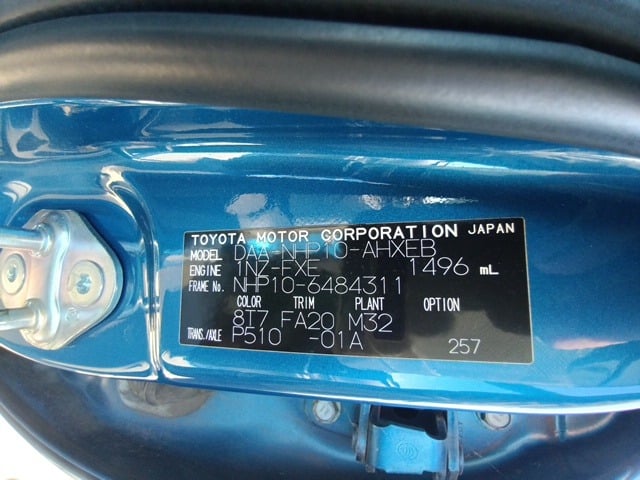 TOYOTA MOTOR CORPORATION JAPAN
MODEL DAA-NHP10-AHXEB
ENGINE 1NZ-FXE 1496 mL
FRAME No. NHP10-6484311
COLOR TRIM PLANT OPTION
8T7 FA20 M32
TRANS./AXLE P510 -01A 257